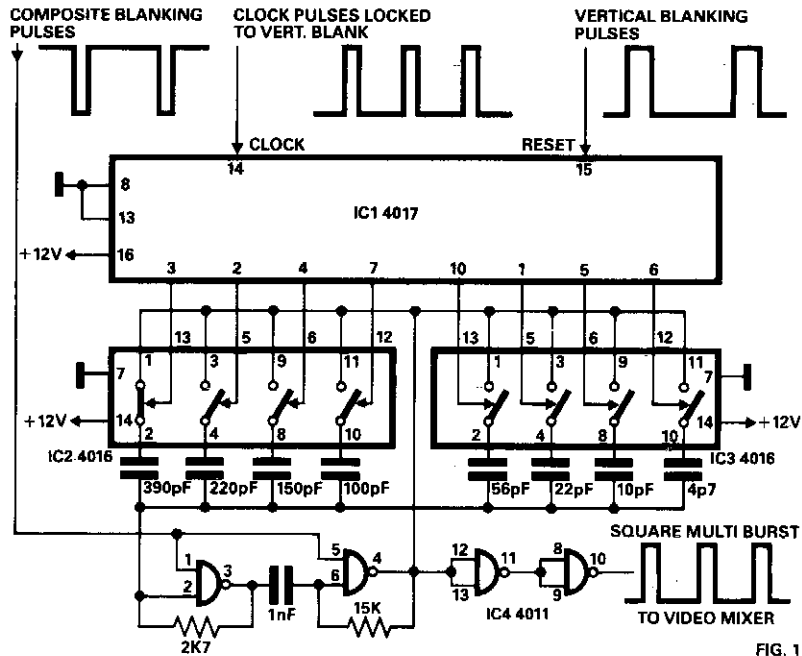 COMPOSITE BLANKING
PULSES
CLOCK PULSES LOCKED
TO VERT. BLANK
VERTICAL BLANKING
PULSES
CLOCK
RESET
14
15
8
13
+12V
16
IC1 4017
3
2
4
7
10
1
5
6
13
5
6
12
13
5
6
12
1
3
9
11
1
3
9
11
7
7
+12V
14
14
+12V
2
4
8
10
2
4
8
10
IC2 4016
IC3 4016
390pF
220pF
150pF
100pF
56pF
22pF
10pF
4p7
SQUARE MULTI BURST
1
2
3
5
6
4
12
13
11
8
9
10
1nF
15K
IC4 4011
TO VIDEO MIXER
2K7
FIG. 1